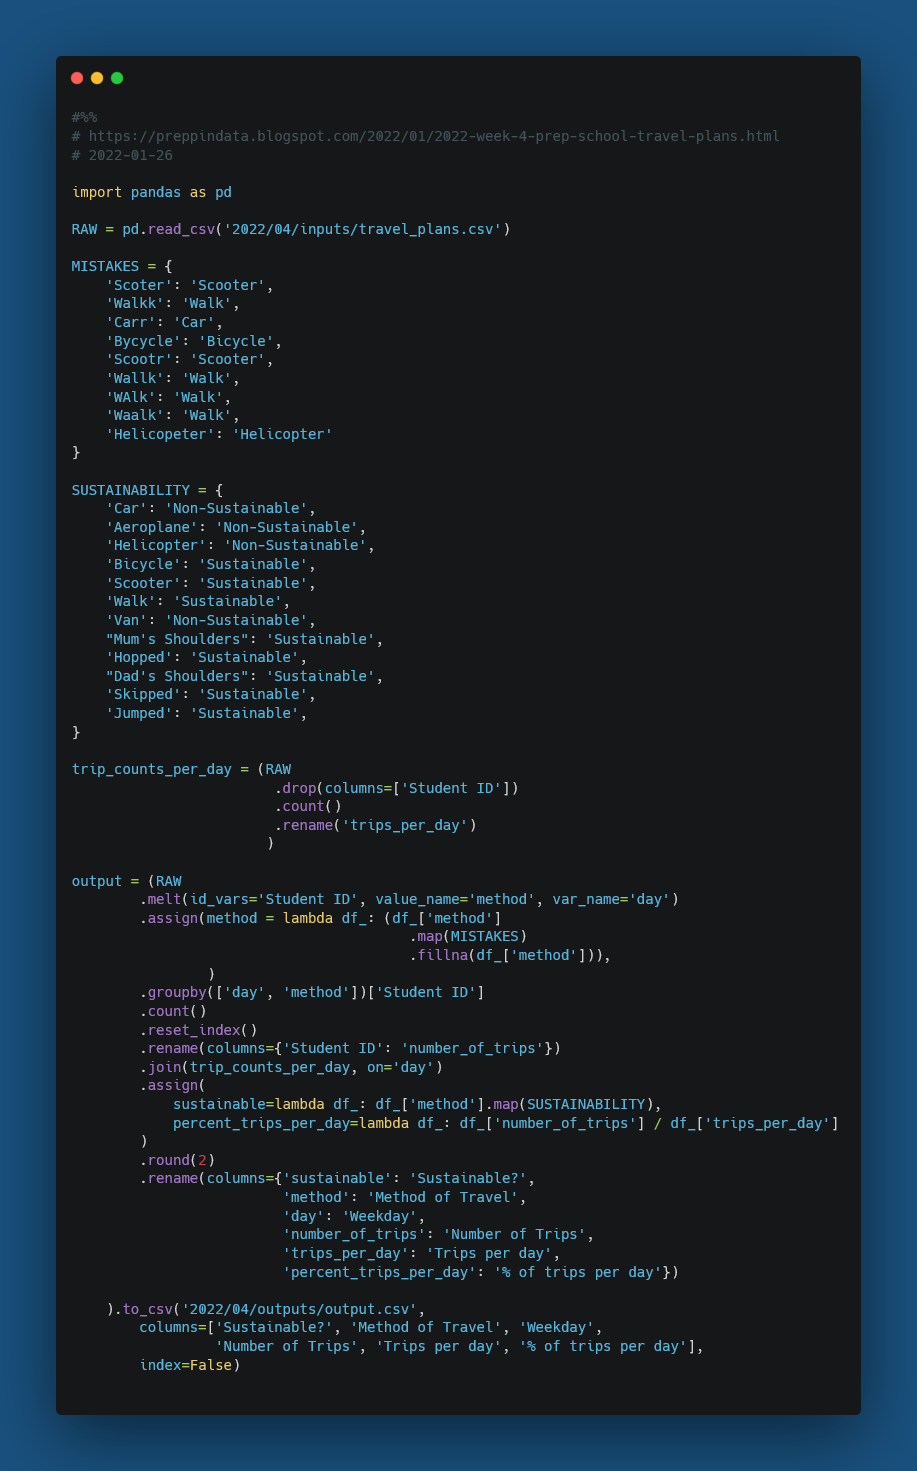 #%%
# https://preppindata.blogspot.com/2022/01/2022-week-4-prep-school-travel-plans.html
# 2022-01-26

import pandas as pd

RAW = pd.read_csv('2022/04/inputs/travel_plans.csv')

MISTAKES = {
    'Scoter': 'Scooter',
    'Walkk': 'Walk',
    'Carr': 'Car',
    'Bycycle': 'Bicycle',
    'Scootr': 'Scooter',
    'Wallk': 'Walk',
    'WAlk': 'Walk',
    'Waalk': 'Walk',
    'Helicopeter': 'Helicopter'
}

SUSTAINABILITY = {
    'Car': 'Non-Sustainable',
    'Aeroplane': 'Non-Sustainable',
    'Helicopter': 'Non-Sustainable',
    'Bicycle': 'Sustainable',
    'Scooter': 'Sustainable',
    'Walk': 'Sustainable',
    'Van': 'Non-Sustainable',
    "Mum's Shoulders": 'Sustainable',
    'Hopped': 'Sustainable',
    "Dad's Shoulders": 'Sustainable',
    'Skipped': 'Sustainable',
    'Jumped': 'Sustainable',
}

trip_counts_per_day = (RAW
                        .drop(columns=['Student ID'])
                        .count()
                        .rename('trips_per_day')
                       )

output = (RAW
        .melt(id_vars='Student ID', value_name='method', var_name='day')
        .assign(method = lambda df_: (df_['method']
                                        .map(MISTAKES)
                                        .fillna(df_['method'])),
                )
        .groupby(['day', 'method'])['Student ID']
        .count()
        .reset_index()
        .rename(columns={'Student ID': 'number_of_trips'})
        .join(trip_counts_per_day, on='day')
        .assign(
            sustainable=lambda df_: df_['method'].map(SUSTAINABILITY),
            percent_trips_per_day=lambda df_: df_['number_of_trips'] / df_['trips_per_day']
        )
        .round(2)
        .rename(columns={'sustainable': 'Sustainable?',
                         'method': 'Method of Travel',
                         'day': 'Weekday',
                         'number_of_trips': 'Number of Trips',
                         'trips_per_day': 'Trips per day',
                         'percent_trips_per_day': '% of trips per day'})

    ).to_csv('2022/04/outputs/output.csv',
        columns=['Sustainable?', 'Method of Travel', 'Weekday',
                 'Number of Trips', 'Trips per day', '% of trips per day'],
        index=False)